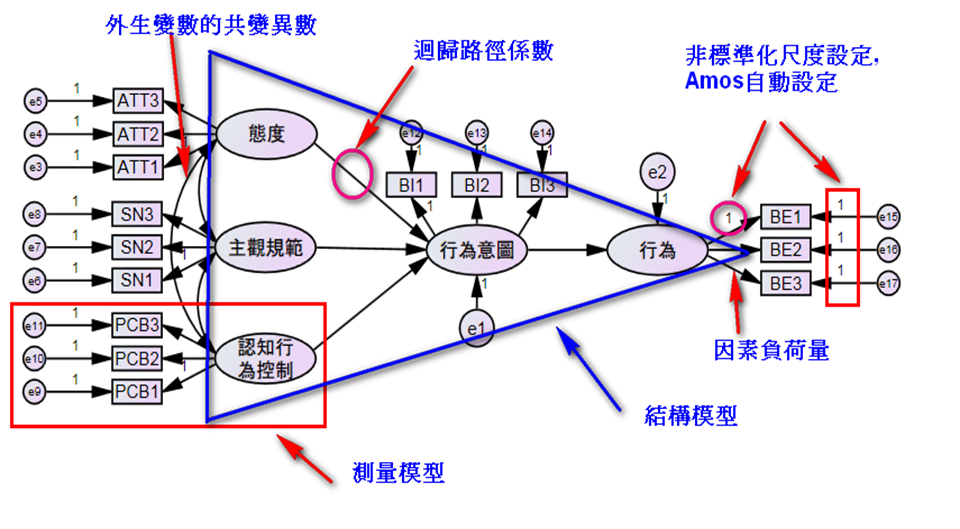 外生變數的共變異數
迴歸路徑係數
非標準化尺度設定,
Amos自動設定
e5
1
ATT3
e4
1
ATT2
e3
1
ATT1
態度
e8
1
SN3
e7
1
SN2
e6
1
SN1
1
主觀規範
e11
1
PCB3
e10
1
PCB2
e9
1
PCB1
1
認知行
為控制
e12
1
BI1
e13
1
BI2
e14
1
BI3
1
行為意圖
1
e1
e2
1
行為
1
BE1
1
e15
BE2
1
e16
BE3
1
e17
因素負荷量
結構模型
測量模型